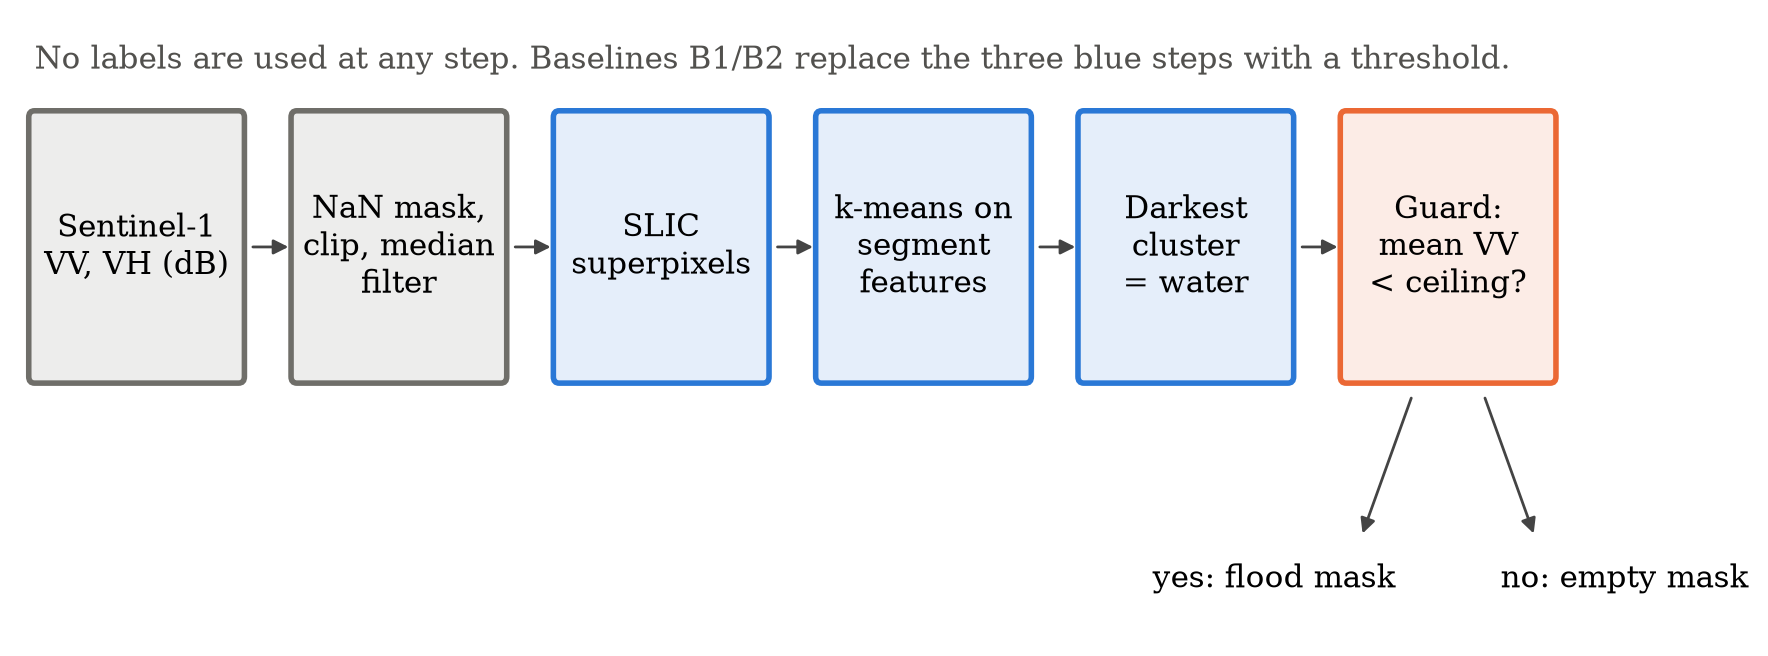 No labels are used at any step. Baselines B1/B2 replace the three blue steps with a threshold.
Sentinel-1
VV, VH (dB)
NaN mask,
clip, median
filter
SLIC
superpixels
k-means on
segment
features
Darkest
cluster
= water
Guard:
mean VV
< ceiling?
yes: flood mask
no: empty mask